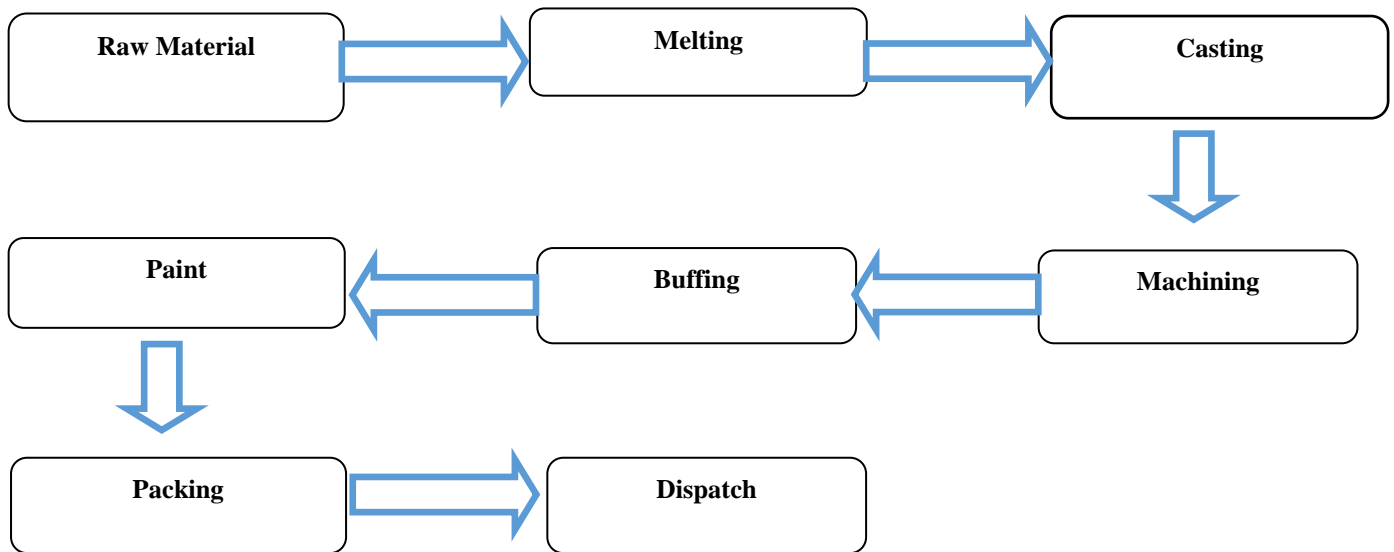 Raw Material
Melting
Casting
Machining
Buffing
Paint
Packing
Dispatch